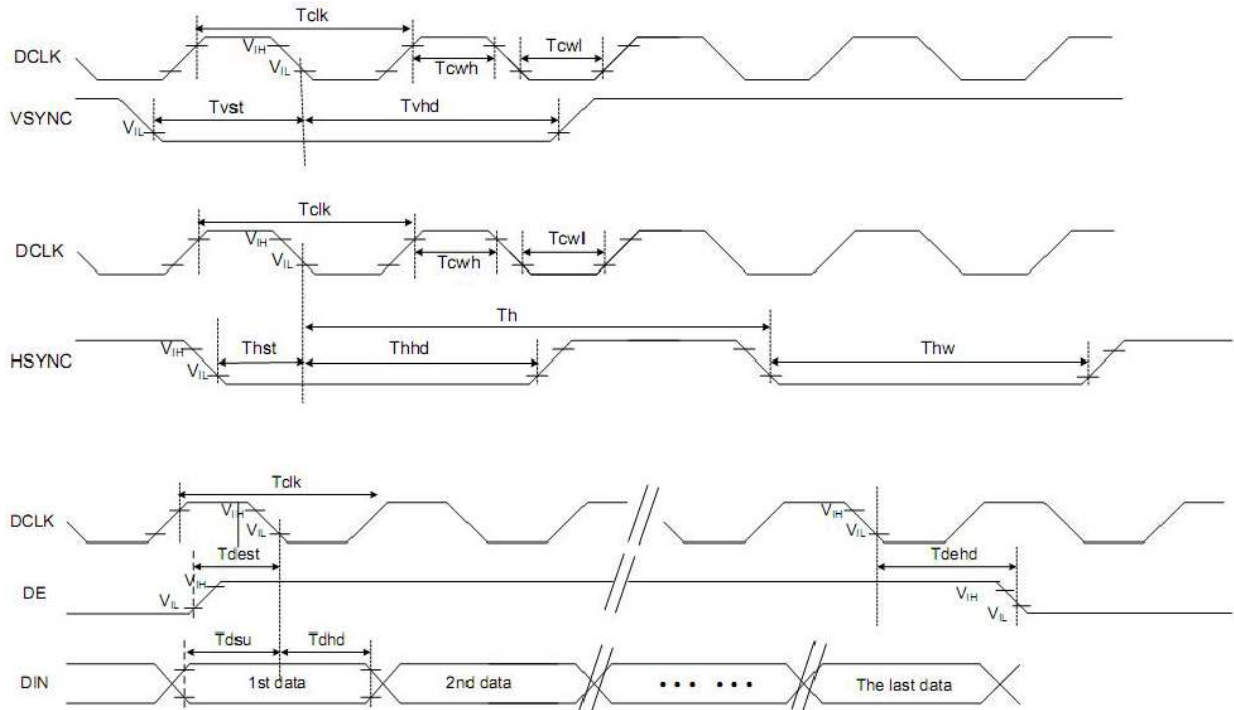 Tclk
DCLK VIH VIL Tcwh Tcwl
VSYNC VIL Tvst Tvhd
Tclk
DCLK VIH VIL Tcwh Tcwl
Th
HSYNC VIH VIL Thst Thhd Thw
Tclk
DCLK VIH VIL VIH VIL
Tdest Tdehd
DE VIH VIL VIH VIL
Tdsu Tdhd
DIN 1st data 2nd data ••• ••• The last data